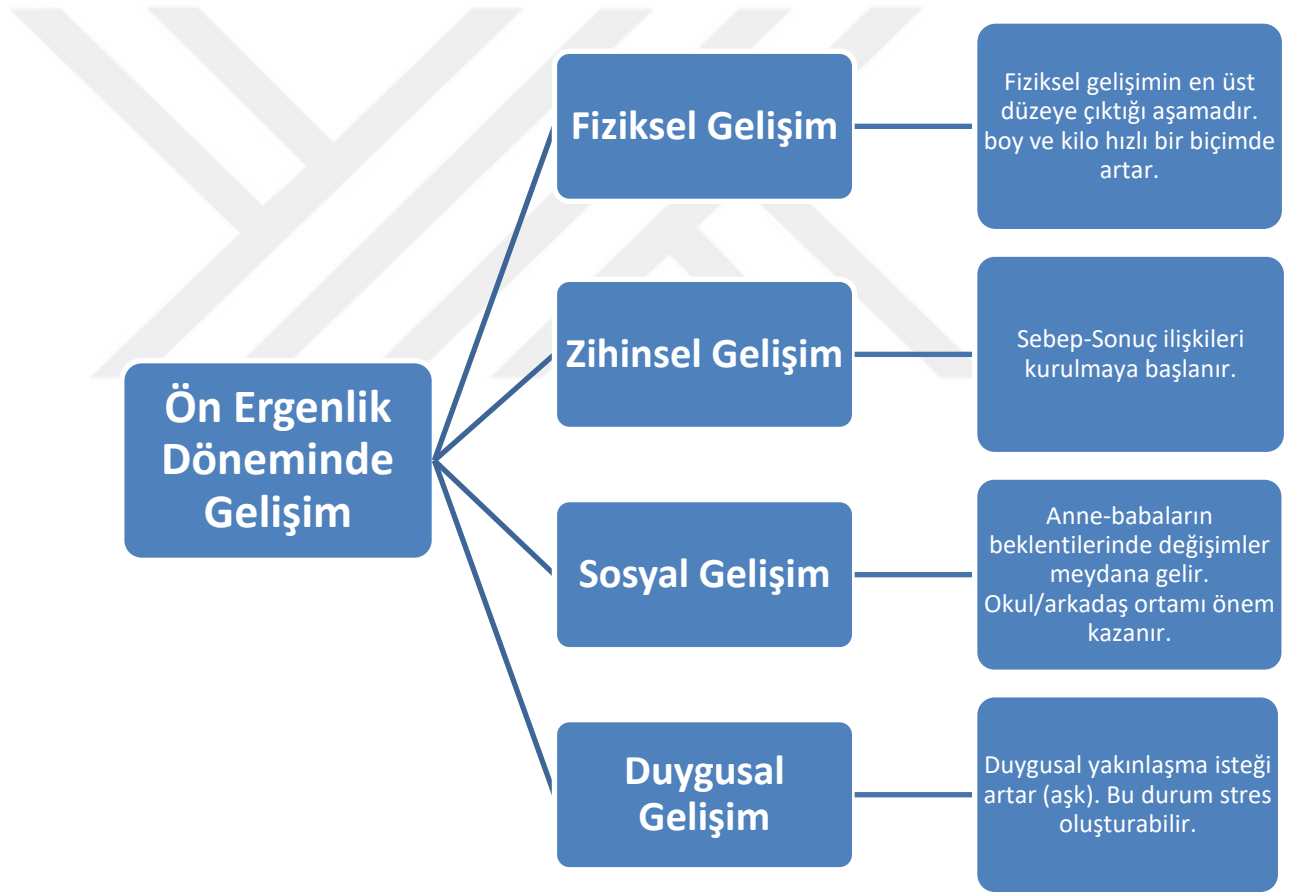 Ön Ergenlik
Döneminde
Gelişim
Fiziksel Gelişim
Fiziksel gelişimin en üst
düzeye çıktığı aşamadır.
boy ve kilo hızlı bir biçimde
artar.
Zihinsel Gelişim
Sebep-Sonuç ilişkileri
kurulmaya başlanır.
Sosyal Gelişim
Anne-babaların
beklentilerinde değişimler
meydana gelir.
Okul/arkadaş ortamı önem
kazanır.
Duygusal
Gelişim
Duygusal yakınlaşma isteği
artar (aşk). Bu durum stres
oluşturabilir.